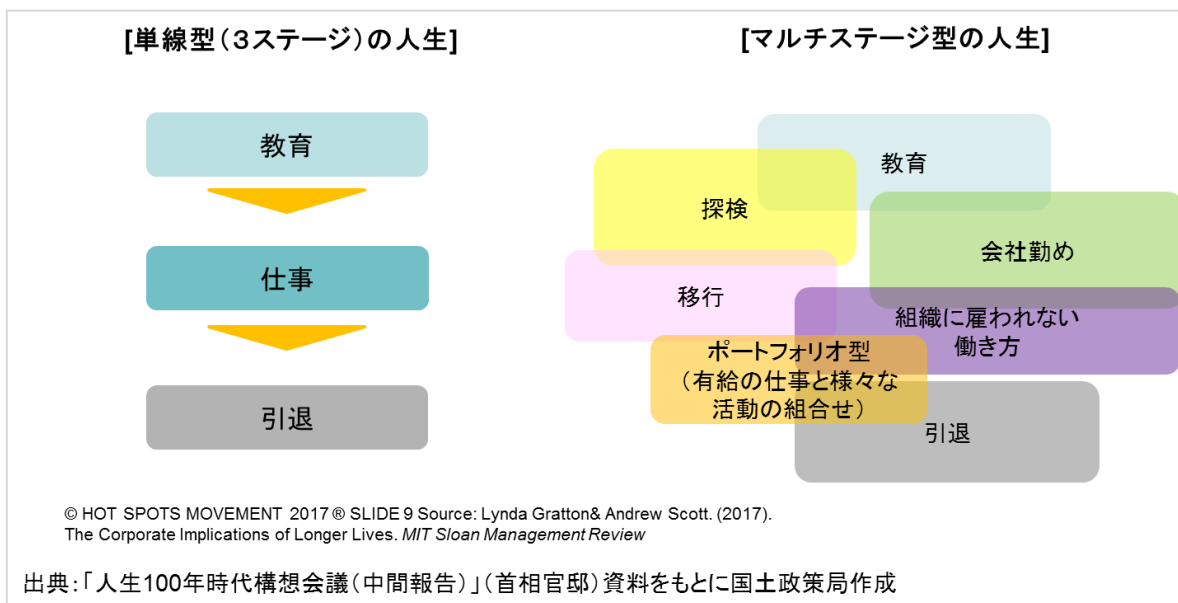 [単線型（３ステージ）の人生]
教育
仕事
引退
[マルチステージ型の人生]
教育
探検
会社勤め
移行
組織に雇われない
働き方
ポートフォリオ型
（有給の仕事と様々な
活動の組合せ）
引退
© HOT SPOTS MOVEMENT 2017 ® SLIDE 9 Source: Lynda Gratton& Andrew Scott. (2017).
The Corporate Implications of Longer Lives. MIT Sloan Management Review
出典：「人生100年時代構想会議（中間報告）」（首相官邸）資料をもとに国土政策局作成